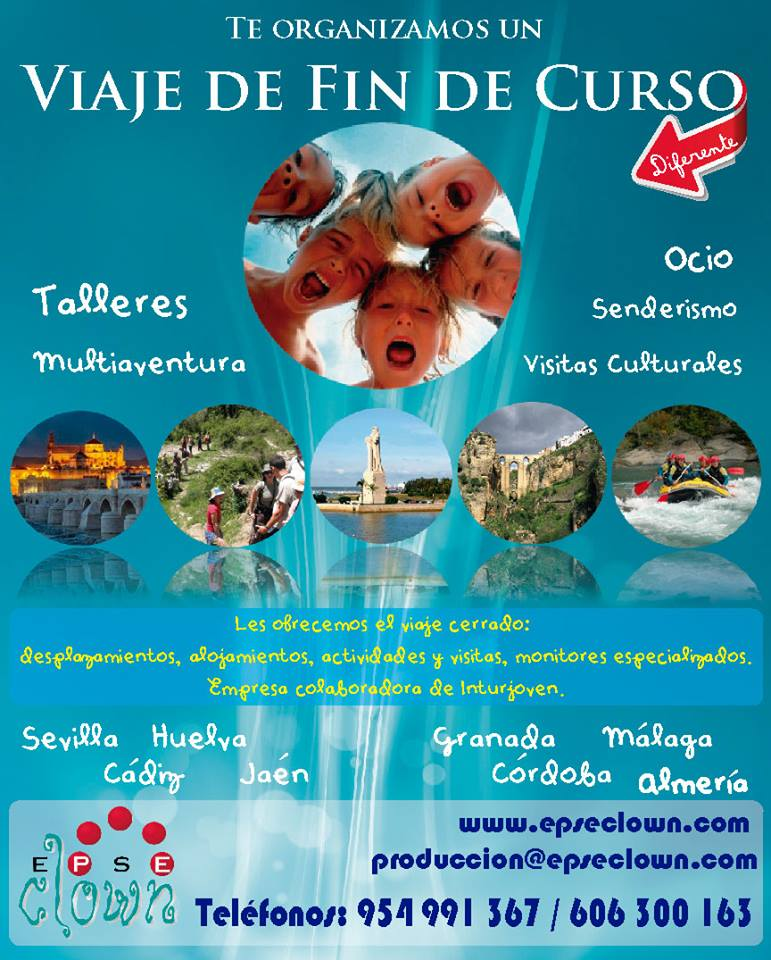 Te organizamos un
Viaje de Fin de Curso
Diferente
Talleres
Ocio
Senderismo
Multiaventura
Visitas Culturales
Les ofrecemos el viaje cerrado:
desplazamientos, alojamientos, actividades y visitas, monitores especializados.
Empresa colaboradora de Inturjoven.
Sevilla Huelva Granada Málaga
Cádiz Jaén Córdoba Almería
www.epseclown.com
produccion@epseclown.com
EPSE
clown
Teléfonos: 954 991 367 / 606 300 163